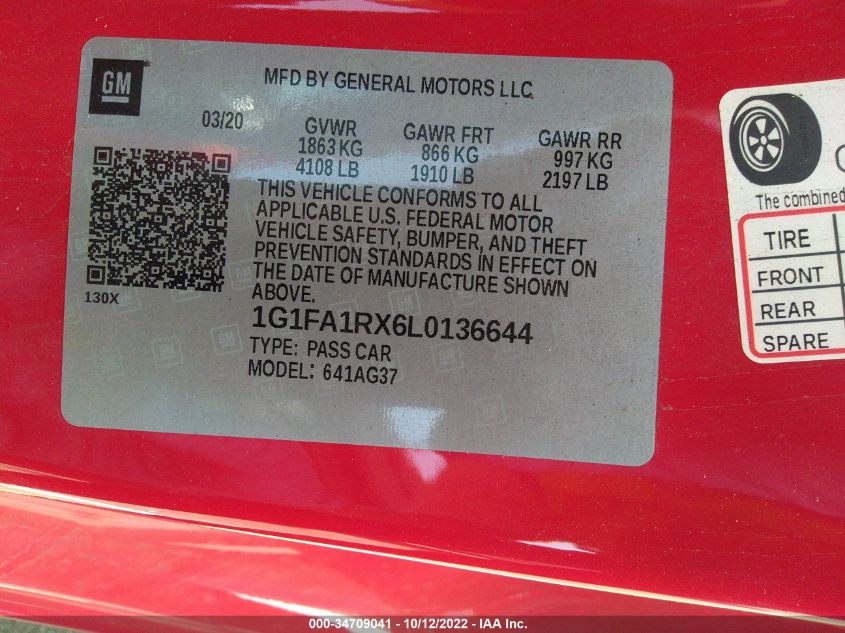 GM
MFD BY GENERAL MOTORS LLC
03/20
GVWR
1863 KG
4108 LB
GAWR FRT
866 KG
1910 LB
GAWR RR
997 KG
2197 LB
THIS VEHICLE CONFORMS TO ALL
APPLICABLE U.S. FEDERAL MOTOR
VEHICLE SAFETY, BUMPER, AND THEFT
PREVENTION STANDARDS IN EFFECT ON
THE DATE OF MANUFACTURE SHOWN
ABOVE.
130X
1G1FA1RX6L0136644
TYPE: PASS CAR
MODEL: 641AG37
The combined
TIRE
FRONT
REAR
SPARE
000-34709041 - 10/12/2022 - IAA Inc.